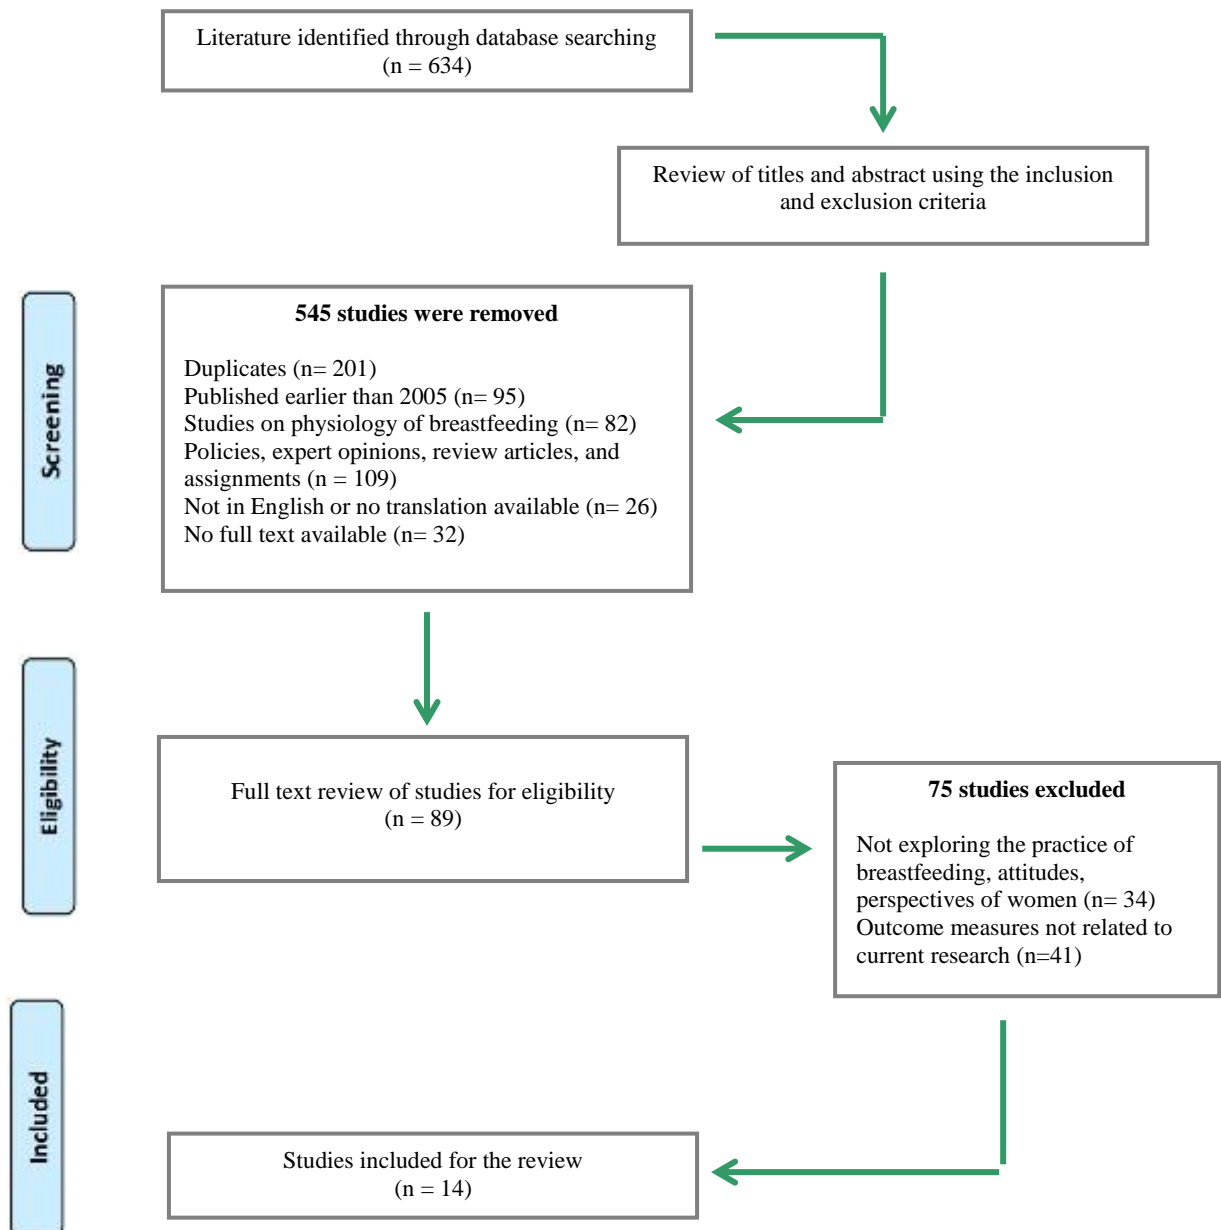 Literature identified through database searching
(n = 634)
Review of titles and abstract using the inclusion
and exclusion criteria
Screening
545 studies were removed
Duplicates (n= 201)
Published earlier than 2005 (n= 95)
Studies on physiology of breastfeeding (n= 82)
Policies, expert opinions, review articles, and
assignments (n = 109)
Not in English or no translation available (n= 26)
No full text available (n= 32)
Eligibility
Full text review of studies for eligibility
(n = 89)
75 studies excluded
Not exploring the practice of
breastfeeding, attitudes,
perspectives of women (n= 34)
Outcome measures not related to
current research (n=41)
Included
Studies included for the review
(n = 14)